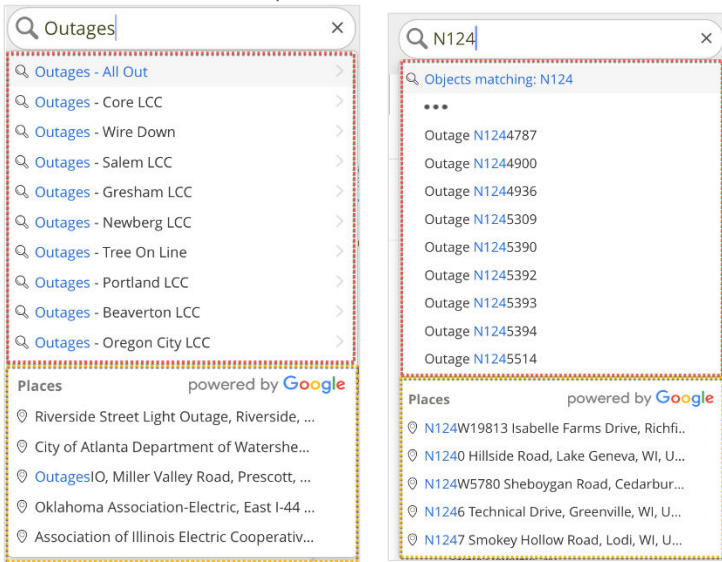 Outages
Outages - All Out
Outages - Core LCC
Outages - Wire Down
Outages - Salem LCC
Outages - Gresham LCC
Outages - Newberg LCC
Outages - Tree On Line
Outages - Portland LCC
Outages - Beaverton LCC
Outages - Oregon City LCC
Places powered by Google
Riverside Street Light Outage, Riverside, ...
City of Atlanta Department of Watershe...
OutagesIO, Miller Valley Road, Prescott, ...
Oklahoma Association-Electric, East I-44 ...
Association of Illinois Electric Cooperativ...
N124
Objects matching: N124
•••
Outage N1244787
Outage N1244900
Outage N1244936
Outage N1245309
Outage N1245390
Outage N1245392
Outage N1245393
Outage N1245394
Outage N1245514
Places powered by Google
N124W19813 Isabelle Farms Drive, Richfi..
N1240 Hillside Road, Lake Geneva, WI, U...
N124W5780 Sheboygan Road, Cedarbur...
N1246 Technical Drive, Greenville, WI, U...
N1247 Smokey Hollow Road, Lodi, WI, U...